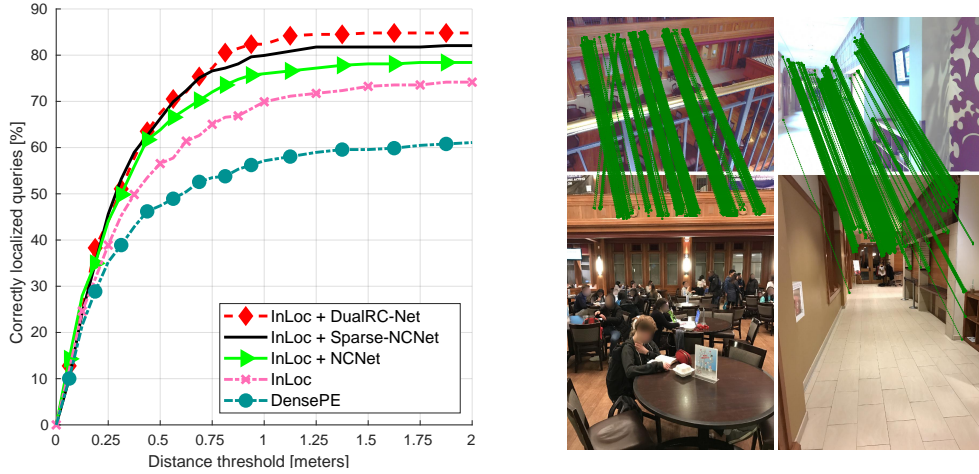 90
80
70
60
50
40
30
20
10
0
0
0.25
0.5
0.75
1
1.25
1.5
1.75
2
Correctly localized queries [%]
Distance threshold [meters]
InLoc + DualRC-Net
InLoc + Sparse-NCNet
InLoc + NCNet
InLoc
DensePE